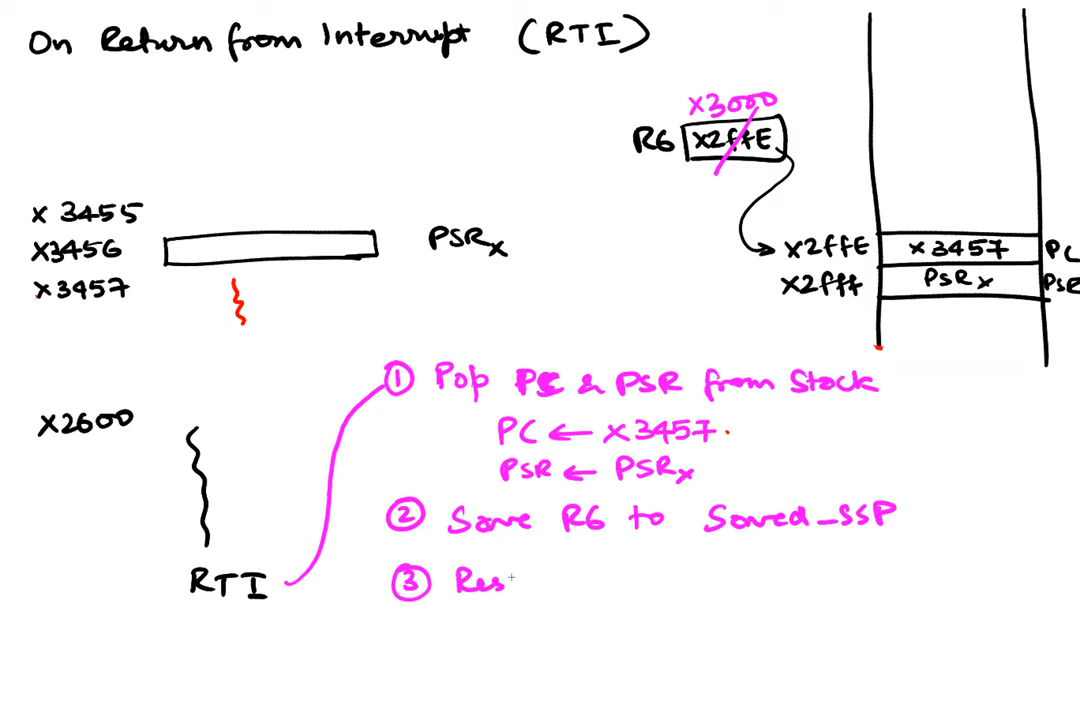 On Return from Interrupt (RTI)
x3000
R6 x2ffE
x 3455
x3456
x3457
PSRx
x2ffE x3457 PC
x2fff PSRx PSR
x2600
RTI
① Pop PC & PSR from Stack
PC ← x3457.
PSR ← PSRx
② Save R6 to Saved_SSP
③ Res